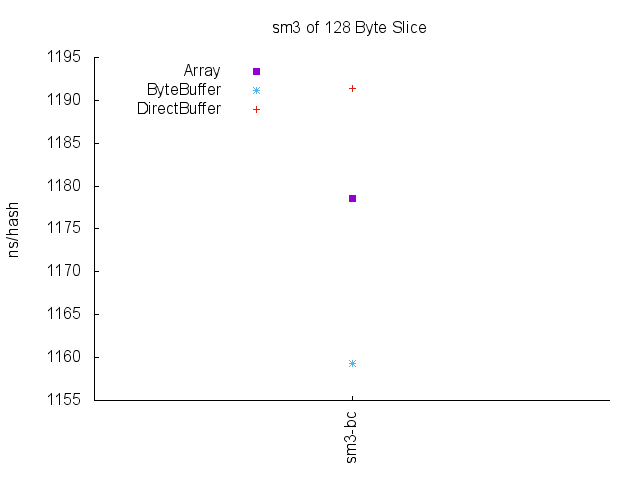 sm3 of 128 Byte Slice
1195
1190
1185
1180
1175
1170
1165
1160
1155
Array
ByteBuffer
DirectBuffer
ns/hash
sm3-bc